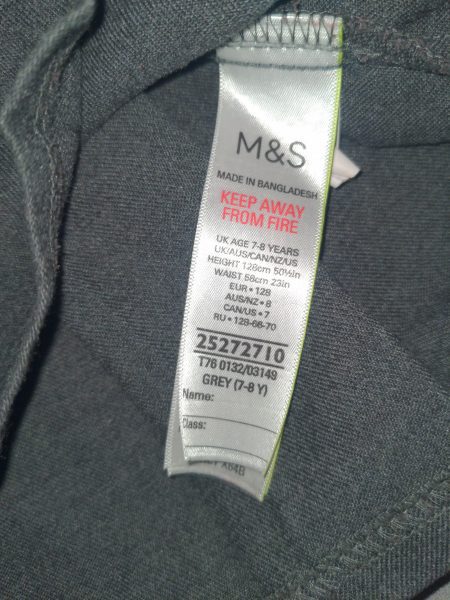 M&S
MADE IN BANGLADESH
KEEP AWAY
FROM FIRE
UK AGE 7-8 YEARS
UK/AUS/CAN/NZ/US
HEIGHT 128cm 50½in
WAIST 58cm 23in
EUR • 128
AUS/NZ • 8
CAN/US • 7
RU • 128-68-70
25272710
T76 0132/03149
GREY (7-8 Y)
Name:
Class:
X04B